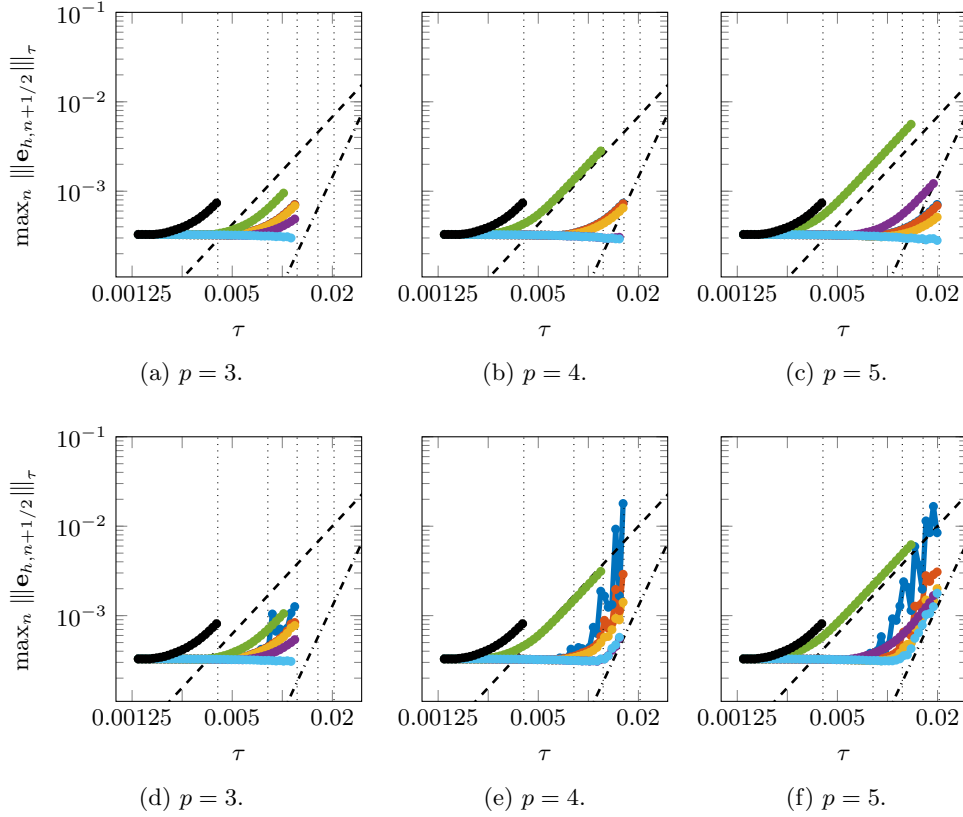 10⁻¹
10⁻²
10⁻³
max_n |||e_{h,n+1/2}|||_τ
0.00125 0.005 0.02
0.00125 0.005 0.02
0.00125 0.005 0.02
τ
τ
τ
(a) p = 3.
(b) p = 4.
(c) p = 5.
10⁻¹
10⁻²
10⁻³
max_n |||e_{h,n+1/2}|||_τ
0.00125 0.005 0.02
0.00125 0.005 0.02
0.00125 0.005 0.02
τ
τ
τ
(d) p = 3.
(e) p = 4.
(f) p = 5.